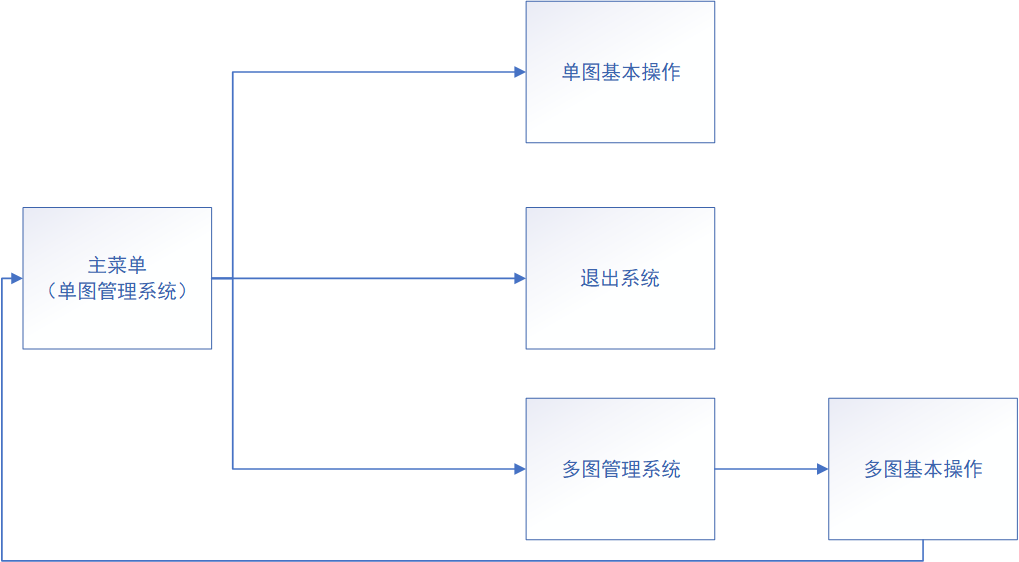 单图基本操作
主菜单
（单图管理系统）
退出系统
多图管理系统
多图基本操作